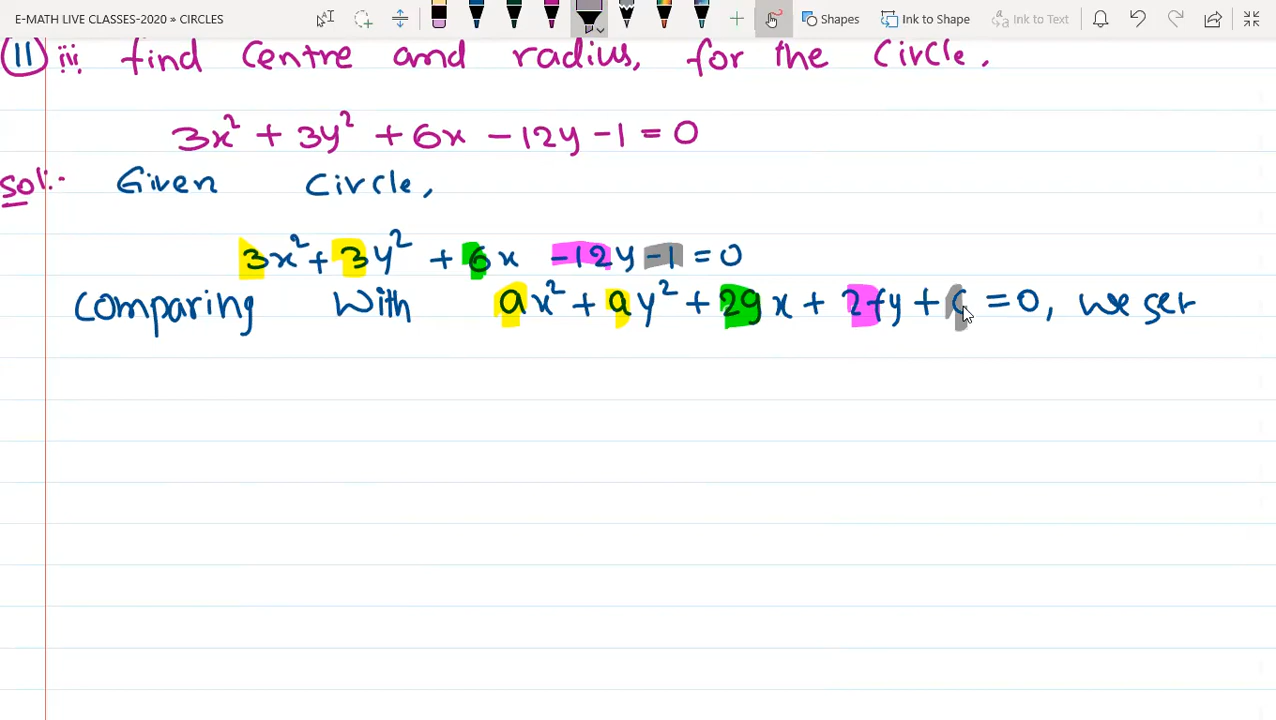 E-MATH LIVE CLASSES-2020 » CIRCLES Shapes Ink to Shape Ink to Text
(11) iii find Centre and radius, for the Circle.
3x² + 3y² + 6x - 12y - 1 = 0
Sol:- Given Circle,
3x² + 3y² + 6x -12y -1 = 0
Comparing With ax² + ay² + 2gx + 2fy + c = 0, we get